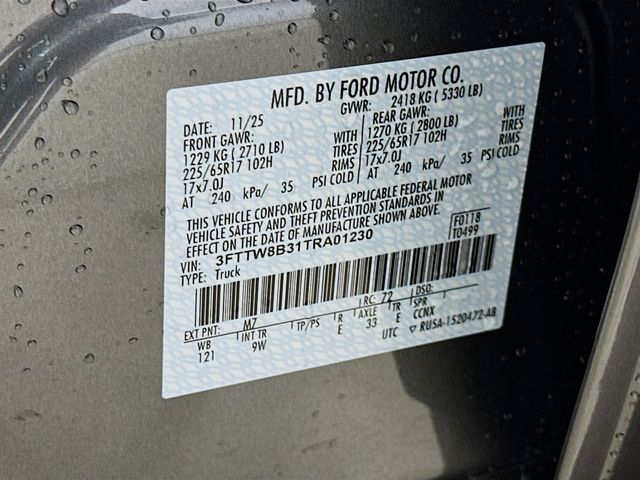 MFD. BY FORD MOTOR CO.
DATE: 11/25 GVWR: 2418 KG ( 5330 LB)
FRONT GAWR: REAR GAWR:
1229 KG ( 2710 LB) WITH 1270 KG ( 2800 LB) WITH
225/65R17 102H TIRES 225/65R17 102H TIRES
17x7.0J RIMS 17x7.0J RIMS
AT 240 kPa/ 35 PSI COLD AT 240 kPa/ 35 PSI COLD
THIS VEHICLE CONFORMS TO ALL APPLICABLE FEDERAL MOTOR
VEHICLE SAFETY AND THEFT PREVENTION STANDARDS IN
EFFECT ON THE DATE OF MANUFACTURE SHOWN ABOVE.
VIN: 3FTTW8B31TRA01230 F0118
TYPE: Truck T0499
EXT PNT: M7 RC: 72 DSO:
WB INT TR TP/PS R AXLE TR SPR
121 9W E 33 E CCNX
UTC ▽ RUSA-1520472-AB